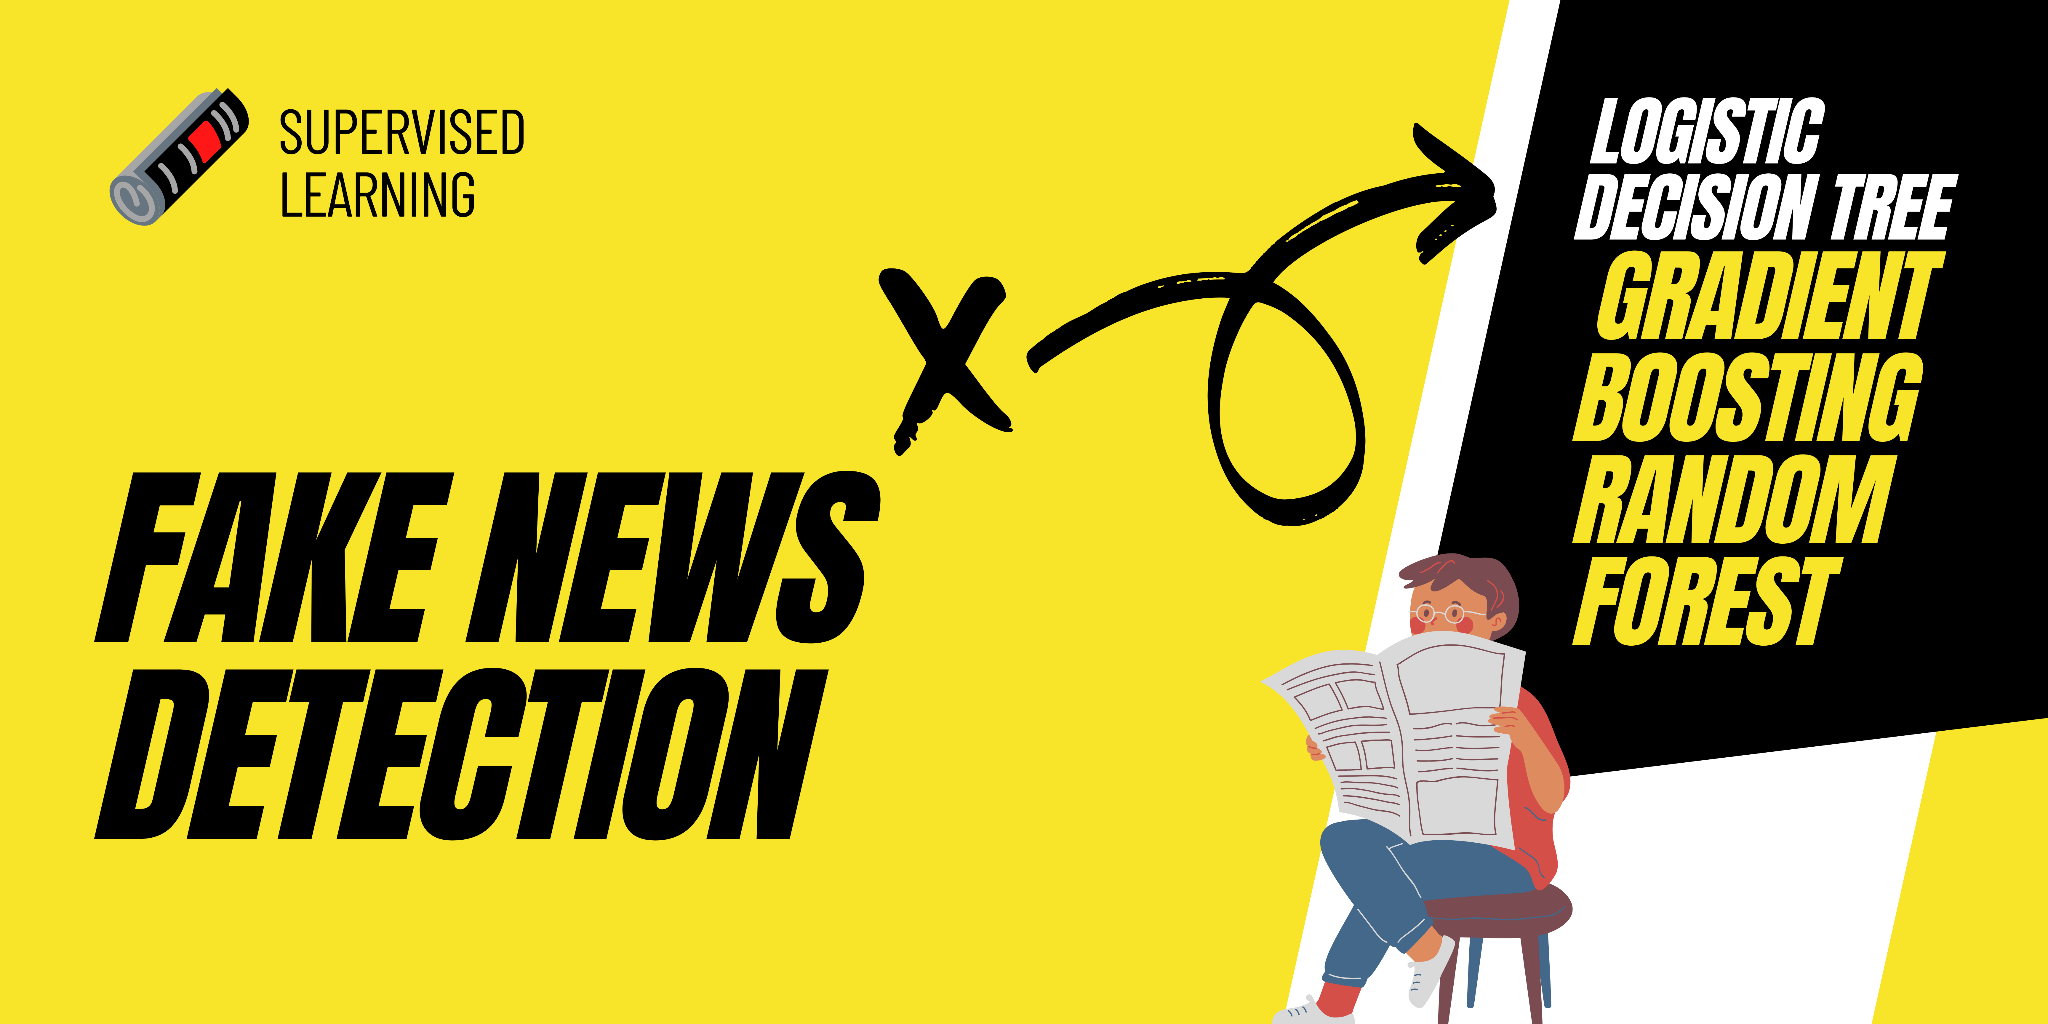 SUPERVISED
LEARNING
FAKE NEWS
DETECTION
LOGISTIC
DECISION TREE
GRADIENT
BOOSTING
RANDOM
FOREST